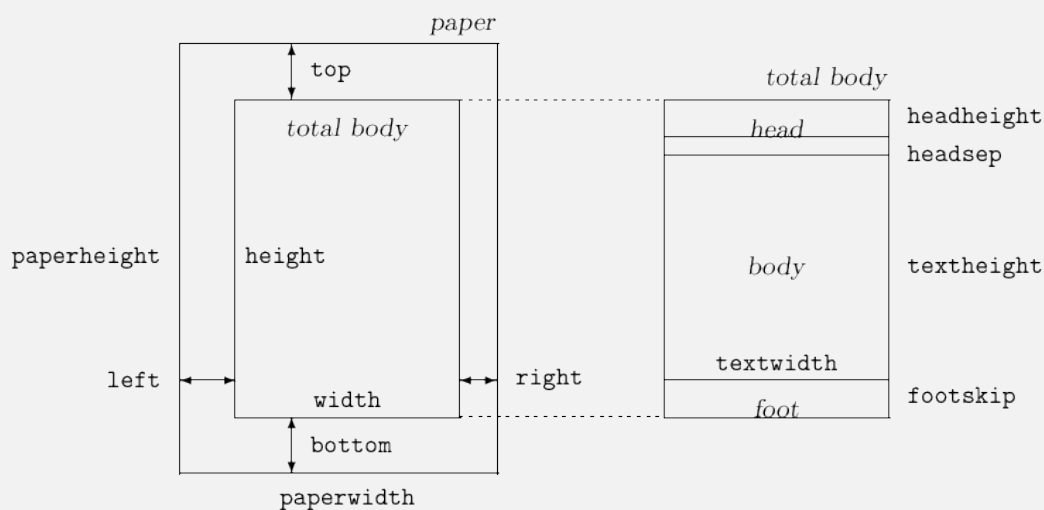 paper
top
total body
total body
headheight
head
headsep
paperheight
height
body
textheight
textwidth
left
right
width
footskip
foot
bottom
paperwidth